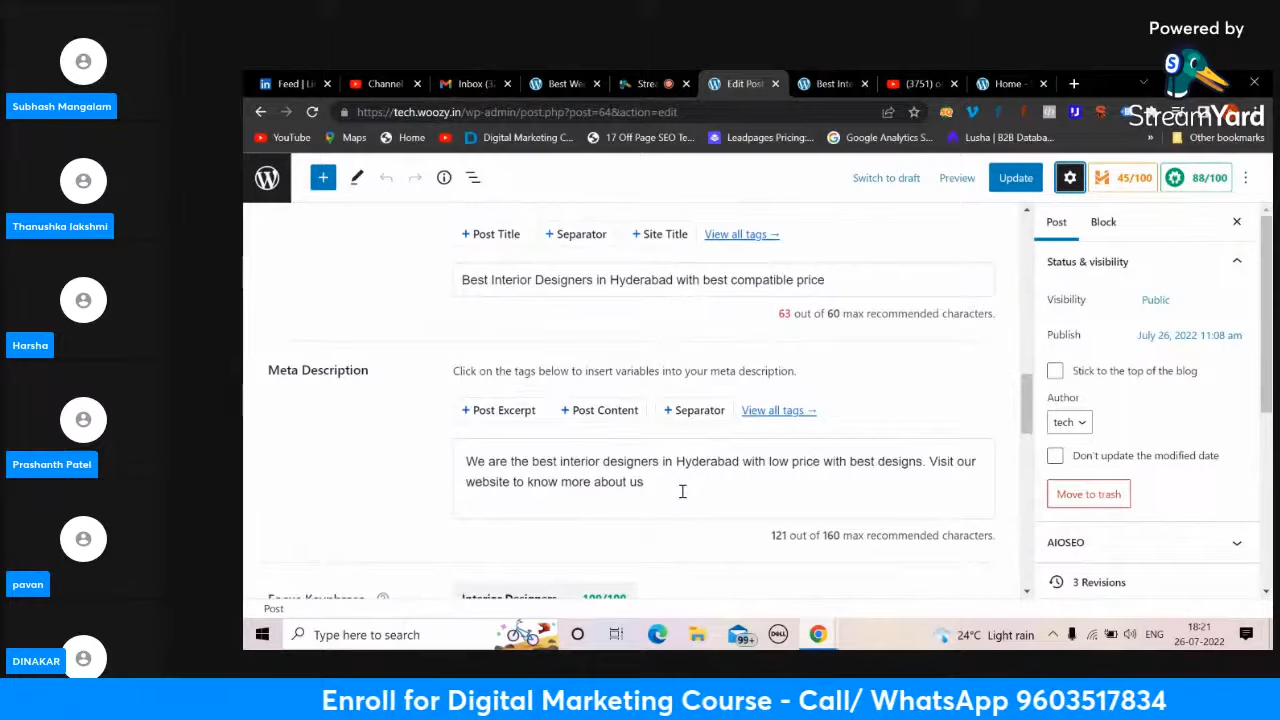 Powered by
StreamYard
Subhash Mangalam
Thanushka lakshmi
Harsha
Prashanth Patel
pavan
DINAKAR
Feed | Li
Channel
Inbox (3
Best We
Stre
Edit Post
Best Inte
(3751) o
Home -
https://tech.woozy.in/wp-admin/post.php?post=64&action=edit
YouTube
Maps
Home
Digital Marketing C...
17 Off Page SEO Te...
Leadpages Pricing:...
Google Analytics S...
Lusha | B2B Databa...
»
Other bookmarks
Switch to draft
Preview
Update
45/100
88/100
+ Post Title
+ Separator
+ Site Title
View all tags →
Best Interior Designers in Hyderabad with best compatible price
63 out of 60 max recommended characters.
Meta Description
Click on the tags below to insert variables into your meta description.
+ Post Excerpt
+ Post Content
+ Separator
View all tags →
We are the best interior designers in Hyderabad with low price with best designs. Visit our
website to know more about us
121 out of 160 max recommended characters.
Focus Keyphrase
Interior Designers
100/100
Post
Post
Block
Status & visibility
Visibility
Public
Publish
July 26, 2022 11:08 am
Stick to the top of the blog
Author
tech
Don't update the modified date
Move to trash
AIOSEO
3 Revisions
Type here to search
99+
DELL
24°C Light rain
ENG
18:21
26-07-2022
Enroll for Digital Marketing Course - Call/ WhatsApp 9603517834